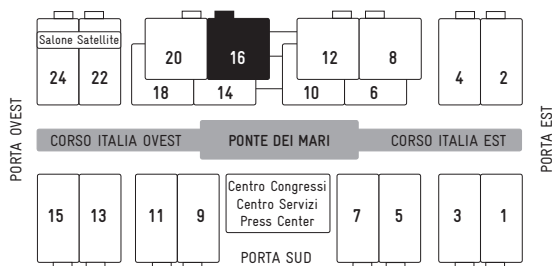 Salone Satellite
24 22 20 16 12 8 4 2
18 14 10 6
PORTA OVEST
CORSO ITALIA OVEST PONTE DEI MARI CORSO ITALIA EST
PORTA EST
15 13 11 9
Centro Congressi
Centro Servizi
Press Center
7 5 3 1
PORTA SUD